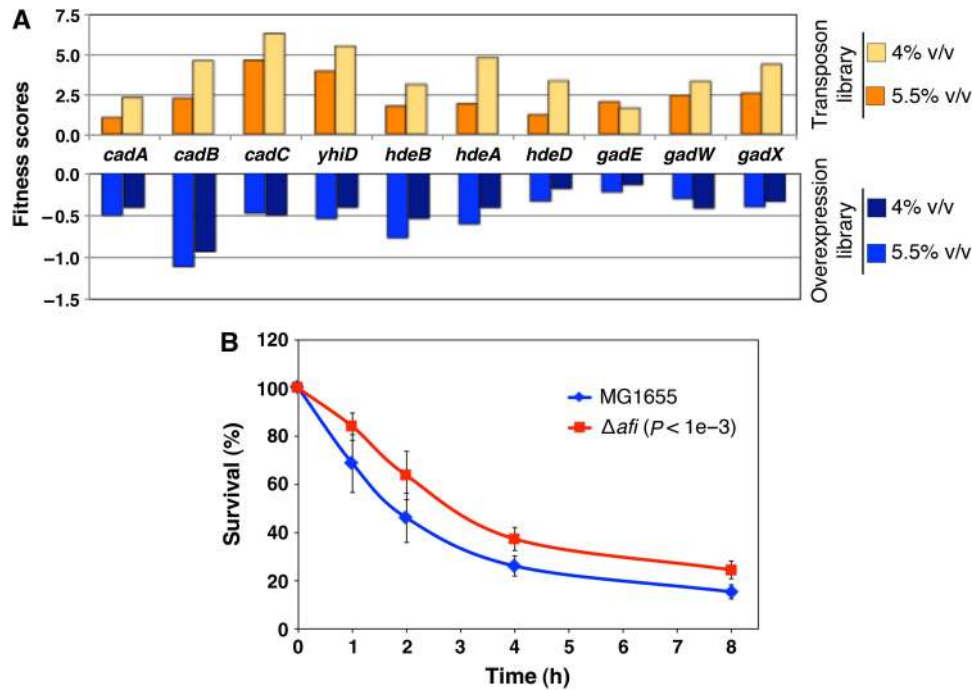 A
Fitness scores
7.5
5.0
2.5
0.0
cadA cadB cadC yhiD hdeB hdeA hdeD gadE gadW gadX
0.0
−0.5
−1.0
−1.5
Transposon
library
4% v/v
5.5% v/v
Overexpression
library
4% v/v
5.5% v/v
B
Survival (%)
120
100
80
60
40
20
0
MG1655
Δafi (P < 1e−3)
0 1 2 3 4 5 6 7 8
Time (h)